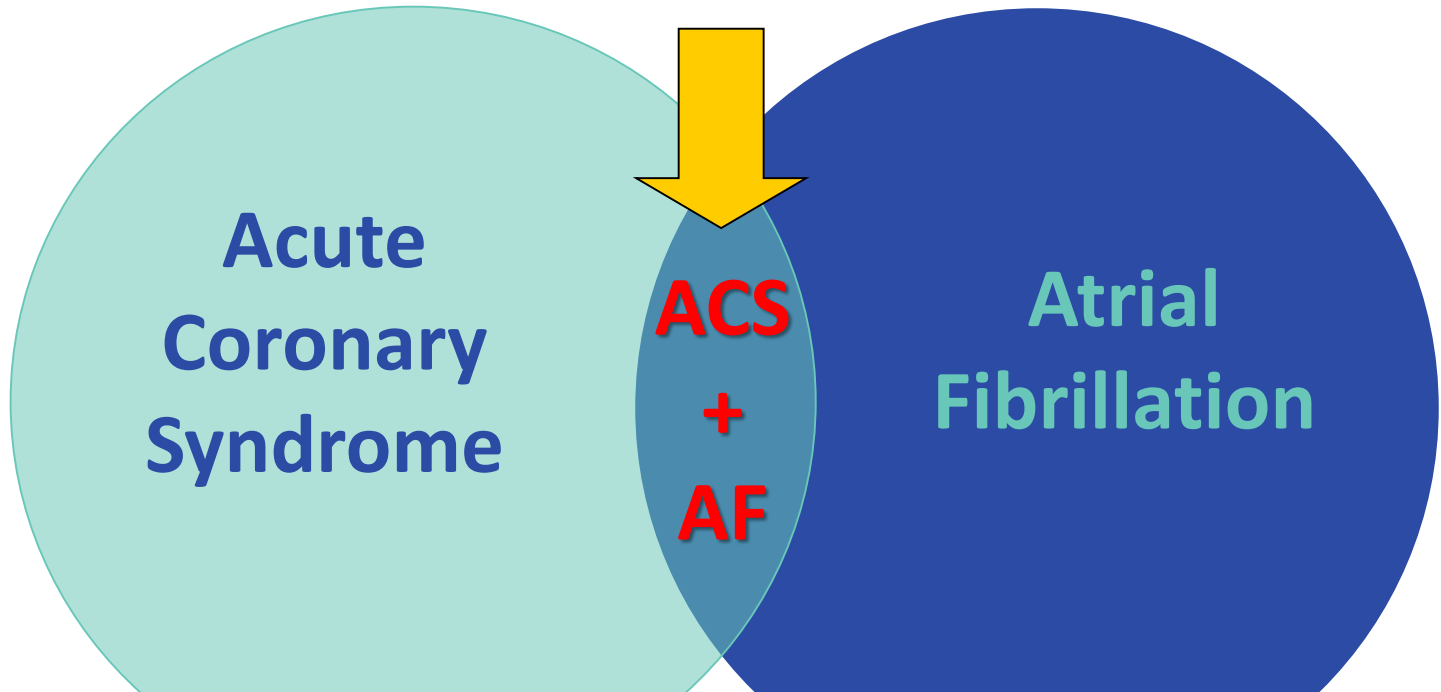 Acute
Coronary
Syndrome
ACS
+
AF
Atrial
Fibrillation